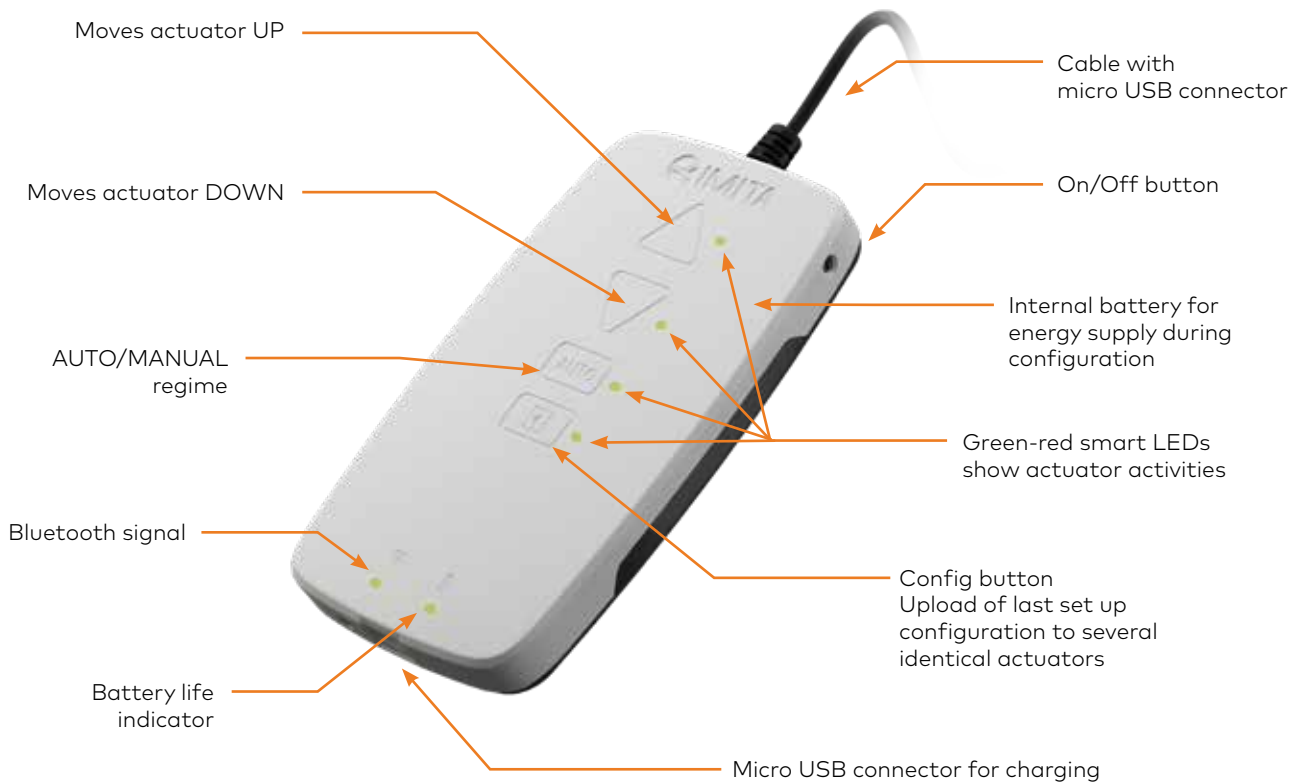 Moves actuator UP
Cable with
micro USB connector
IMITA
Moves actuator DOWN
On/Off button
Internal battery for
energy supply during
configuration
AUTO/MANUAL
regime
AUTO
Green-red smart LEDs
show actuator activities
Bluetooth signal
Config button
Upload of last set up
configuration to several
identical actuators
Battery life
indicator
Micro USB connector for charging